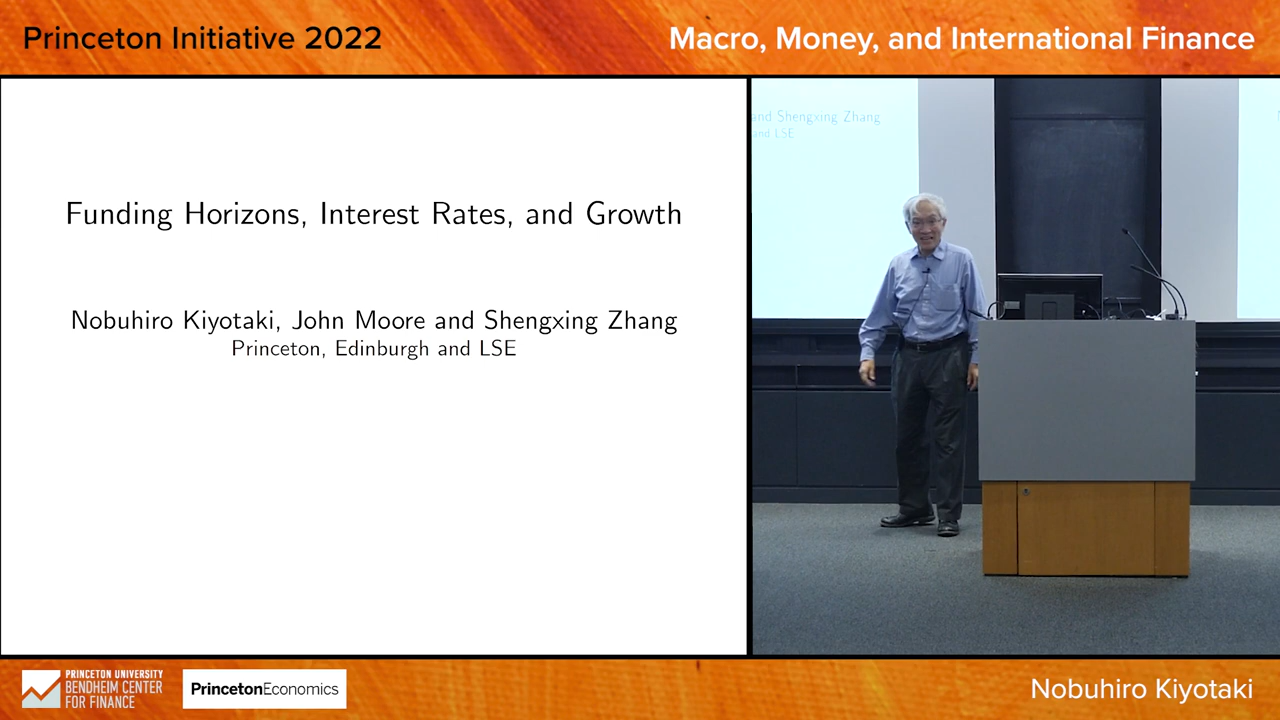 Princeton Initiative 2022
Macro, Money, and International Finance
Funding Horizons, Interest Rates, and Growth
Nobuhiro Kiyotaki, John Moore and Shengxing Zhang
Princeton, Edinburgh and LSE
and Shengxing Zhang
and LSE
PRINCETON UNIVERSITY
BENDHEIM CENTER
FOR FINANCE
PrincetonEconomics
Nobuhiro Kiyotaki